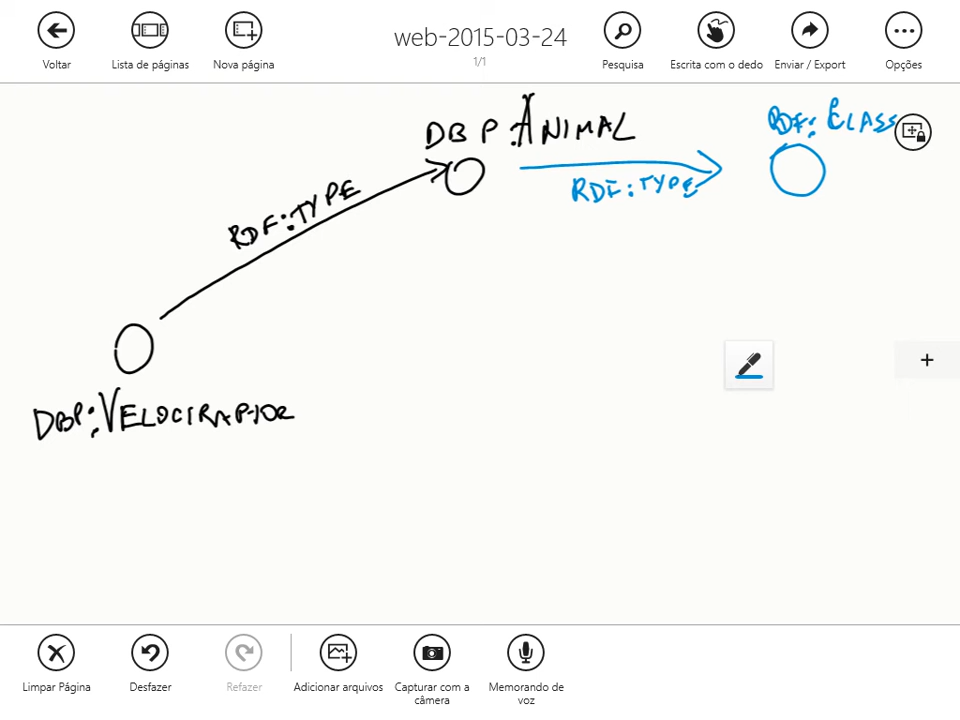 Voltar
Lista de páginas
Nova página
web-2015-03-24
1/1
Pesquisa
Escrita com o dedo
Enviar / Export
Opções
DBP:ANIMAL
RDF:CLASS
RDF:TYPE
RDF:TYPE
DBP:VELOCIRAPTOR
Limpar Página
Desfazer
Refazer
Adicionar arquivos
Capturar com a
câmera
Memorando de
voz